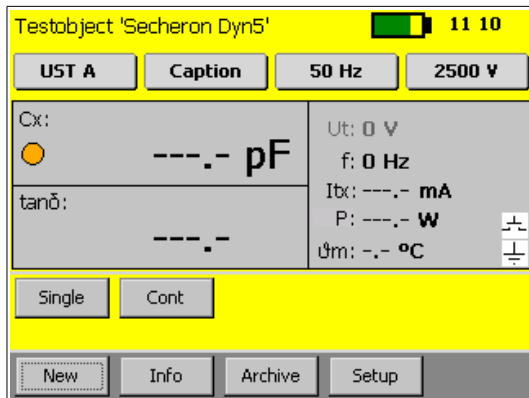 Testobject 'Secheron Dyn5' 11 10
UST A Caption 50 Hz 2500 V
Cx:
---.- pF
tanδ:
---.-
Ut: 0 V
f: 0 Hz
Itx: ---.- mA
P: ---.- W
ϑm: -.- ºC
Single Cont
New Info Archive Setup